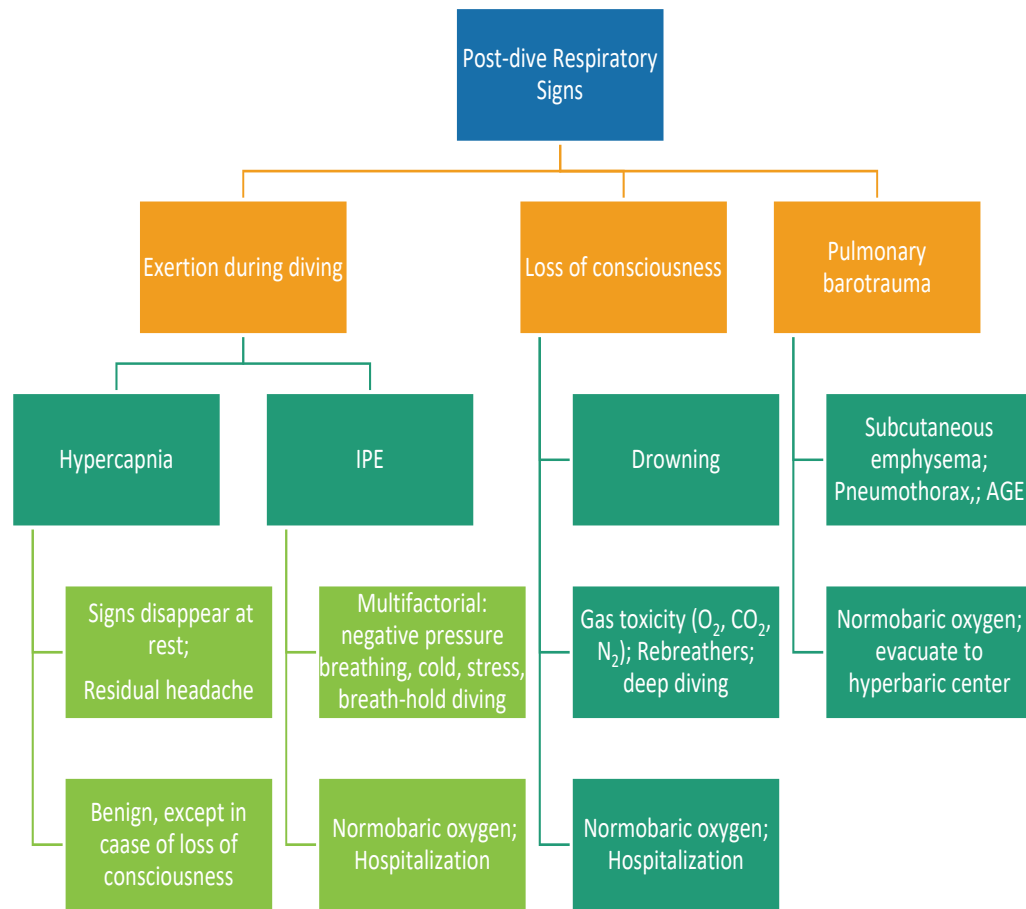 Post-dive Respiratory
Signs
Exertion during diving
Loss of consciousness
Pulmonary
barotrauma
Hypercapnia
IPE
Drowning
Subcutaneous
emphysema;
Pneumothorax,; AGE
Signs disappear at
rest;
Residual headache
Multifactorial:
negative pressure
breathing, cold, stress,
breath-hold diving
Gas toxicity (O₂, CO₂,
N₂); Rebreathers;
deep diving
Normobaric oxygen;
evacuate to
hyperbaric center
Benign, except in
caase of loss of
consciousness
Normobaric oxygen;
Hospitalization
Normobaric oxygen;
Hospitalization